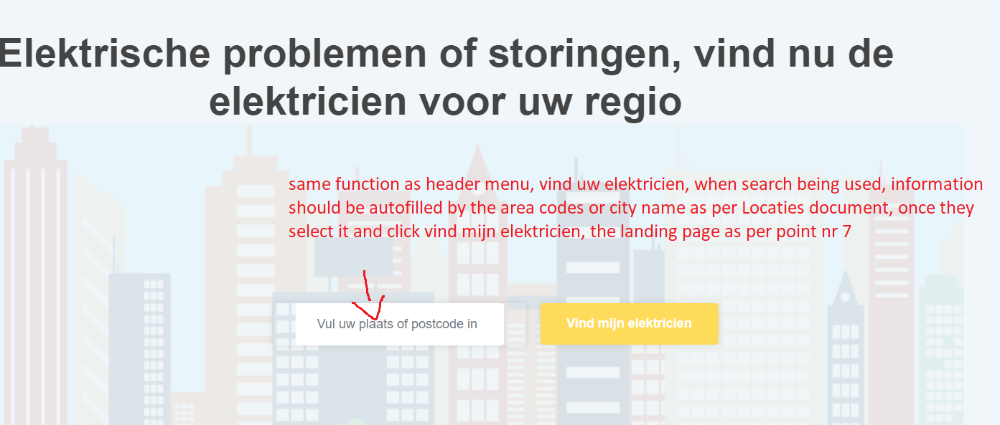 Elektrische problemen of storingen, vind nu de
elektricien voor uw regio
same function as header menu, vind uw elektricien, when search being used, information
should be autofilled by the area codes or city name as per Locaties document, once they
select it and click vind mijn elektricien, the landing page as per point nr 7
Vul uw plaats of postcode in
Vind mijn elektricien